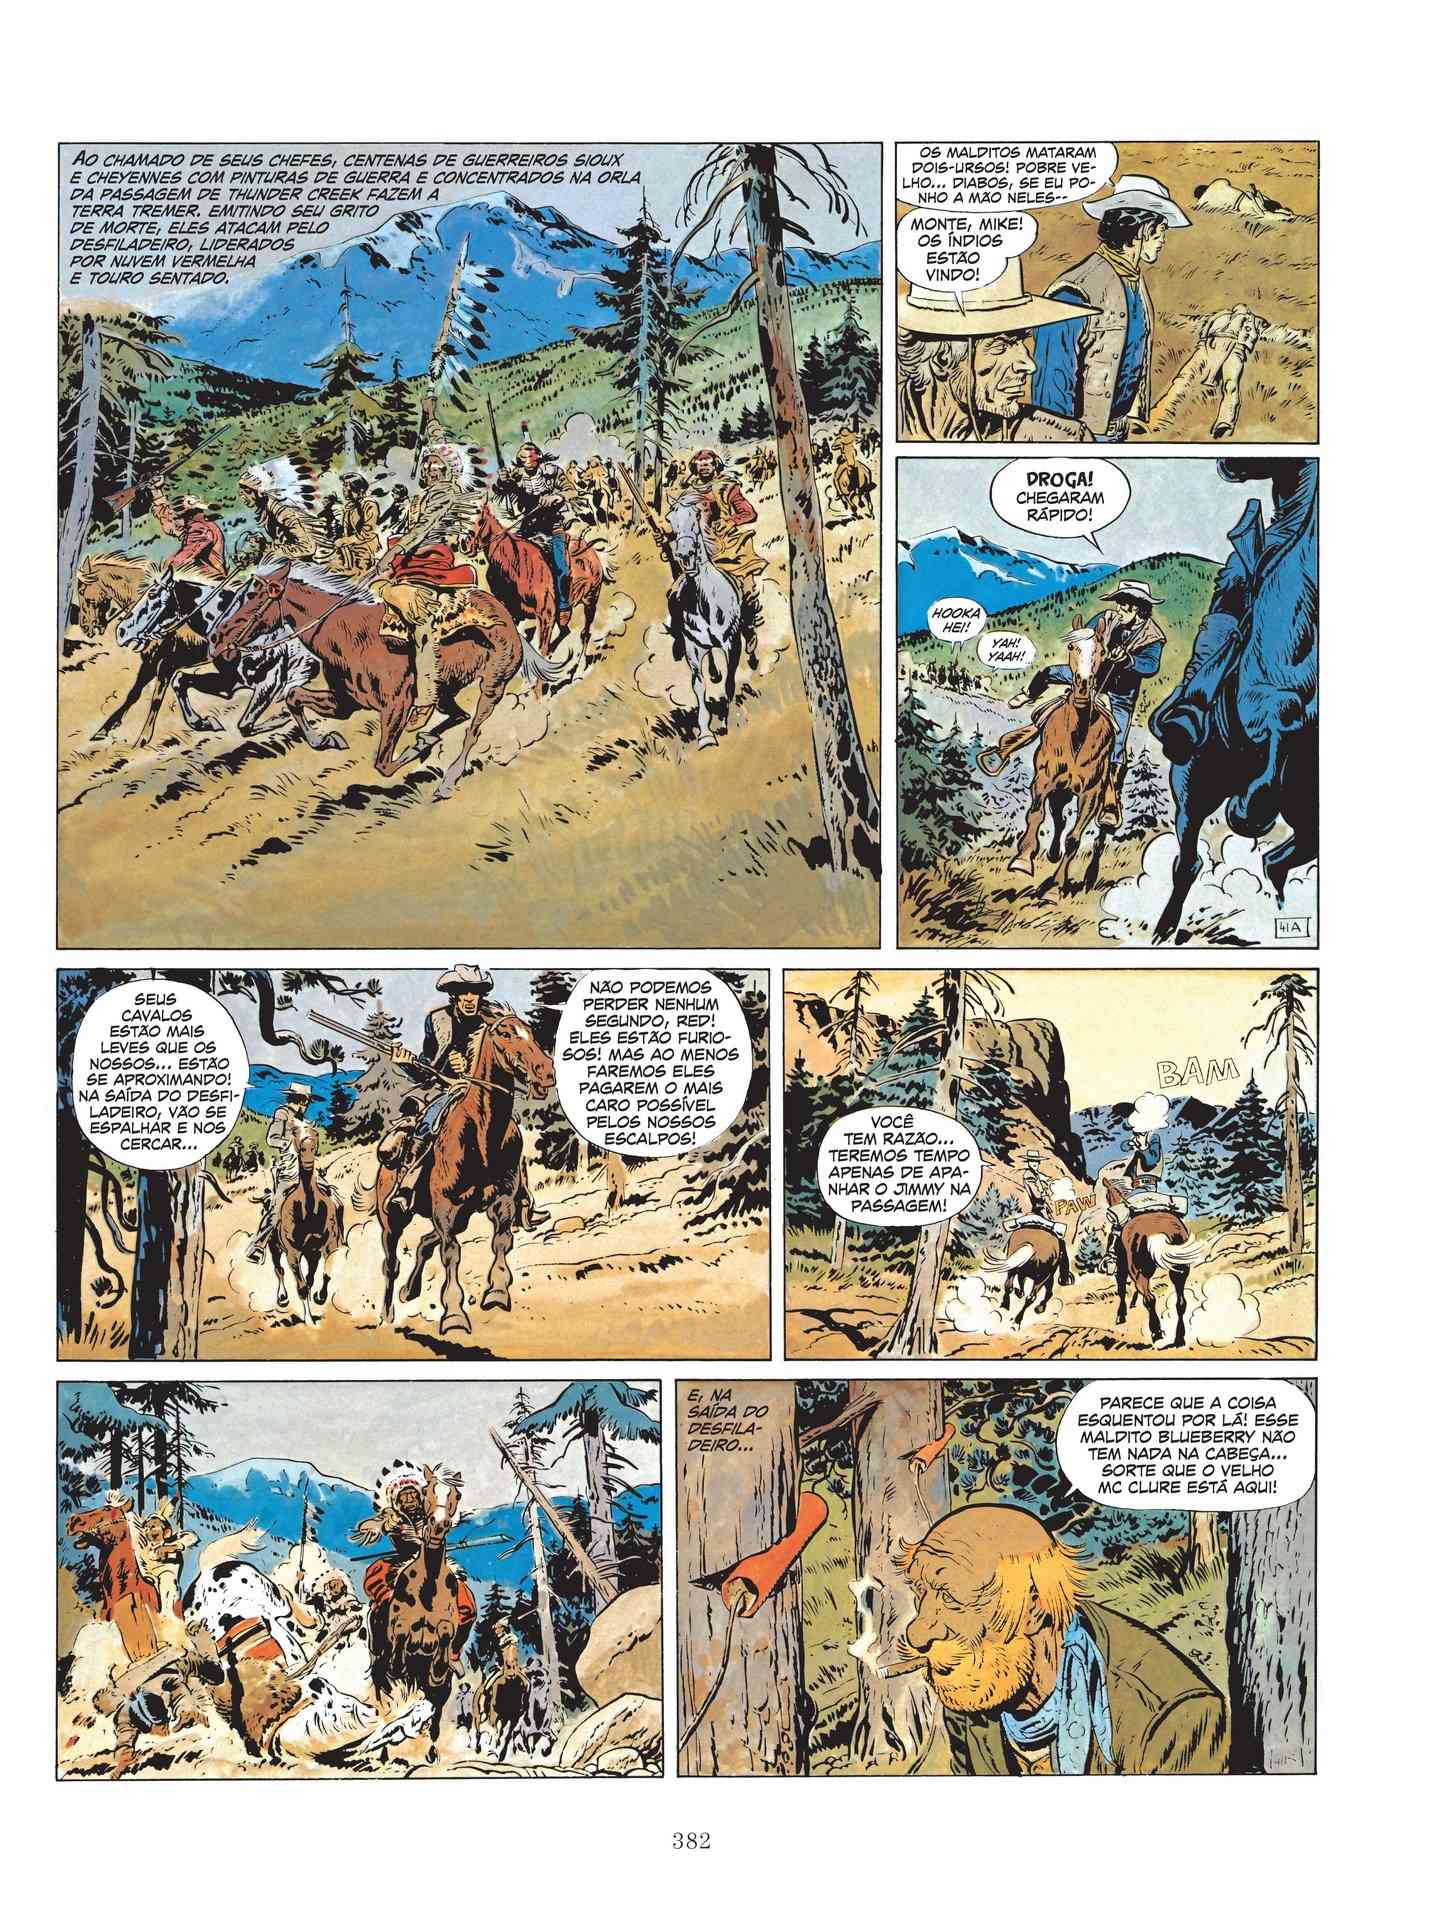 AO CHAMADO DE SEUS CHEFES, CENTENAS DE GUERREIROS SIOUX
E CHEYENNES COM PINTURAS DE GUERRA E CONCENTRADOS NA ORLA
DA PASSAGEM DE THUNDER CREEK FAZEM A
TERRA TREMER. EMITINDO SEU GRITO
DE MORTE, ELES ATACAM PELO
DESFILADEIRO, LIDERADOS
POR NUVEM VERMELHA
E TOURO SENTADO.
OS MALDITOS MATARAM
DOIS-URSOS! POBRE VE-
LHO... DIABOS, SE EU PO-
NHO A MÃO NELES--
MONTE, MIKE!
OS ÍNDIOS
ESTÃO
VINDO!
DROGA!
CHEGARAM
RÁPIDO!
HOOKA
HEI!
YAH!
YAAH!
41A
SEUS
CAVALOS
ESTÃO MAIS
LEVES QUE OS
NOSSOS... ESTÃO
SE APROXIMANDO!
NA SAÍDA DO DESFI-
LADEIRO, VÃO SE
ESPALHAR E NOS
CERCAR...
NÃO PODEMOS
PERDER NENHUM
SEGUNDO, RED!
ELES ESTÃO FURIO-
SOS! MAS AO MENOS
FAREMOS ELES
PAGAREM O MAIS
CARO POSSÍVEL
PELOS NOSSOS
ESCALPOS!
VOCÊ
TEM RAZÃO...
TEREMOS TEMPO
APENAS DE APA-
NHAR O JIMMY NA
PASSAGEM!
BAM
PAW
E, NA
SAÍDA DO
DESFILA-
DEIRO...
PARECE QUE A COISA
ESQUENTOU POR LÁ! ESSE
MALDITO BLUEBERRY NÃO
TEM NADA NA CABEÇA...
SORTE QUE O VELHO
MC CLURE ESTÁ AQUI!
382